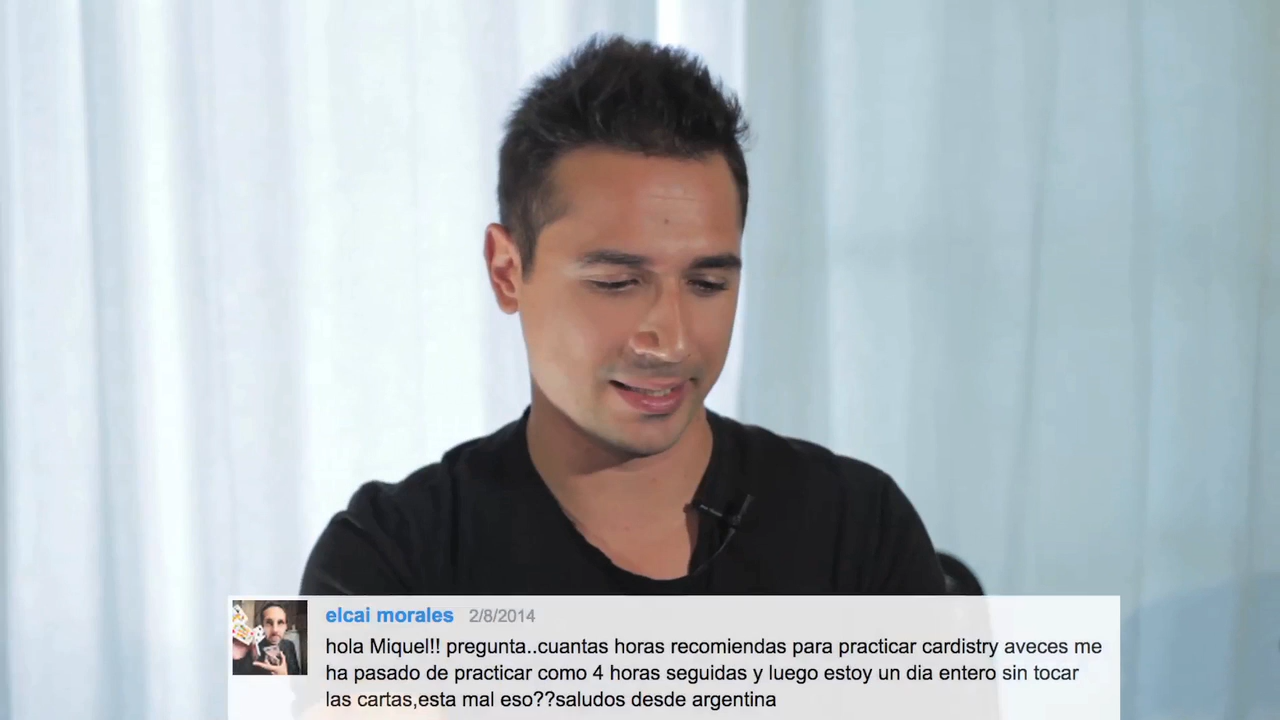 elcai morales 2/8/2014
hola Miquel!! pregunta..cuantas horas recomiendas para practicar cardistry aveces me
ha pasado de practicar como 4 horas seguidas y luego estoy un dia entero sin tocar
las cartas,esta mal eso??saludos desde argentina